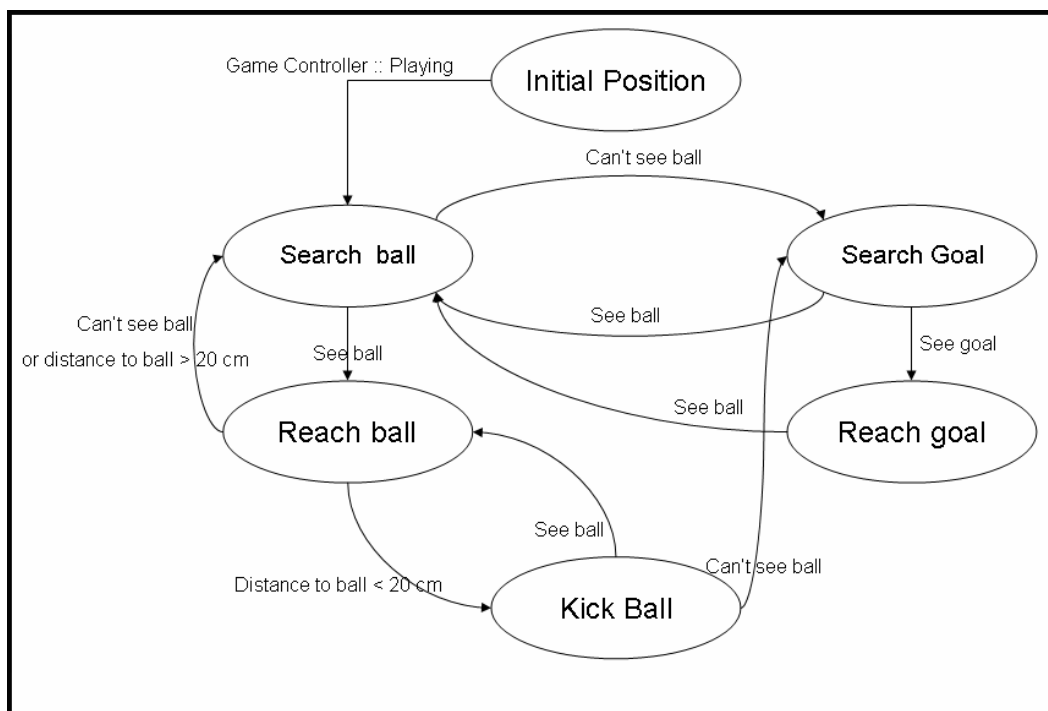 Game Controller :: Playing
Initial Position
Can't see ball
Search ball
Search Goal
Can't see ball
or distance to ball > 20 cm
See ball
See ball
See goal
See ball
Reach ball
Reach goal
See ball
Distance to ball < 20 cm
Can't see ball
Kick Ball